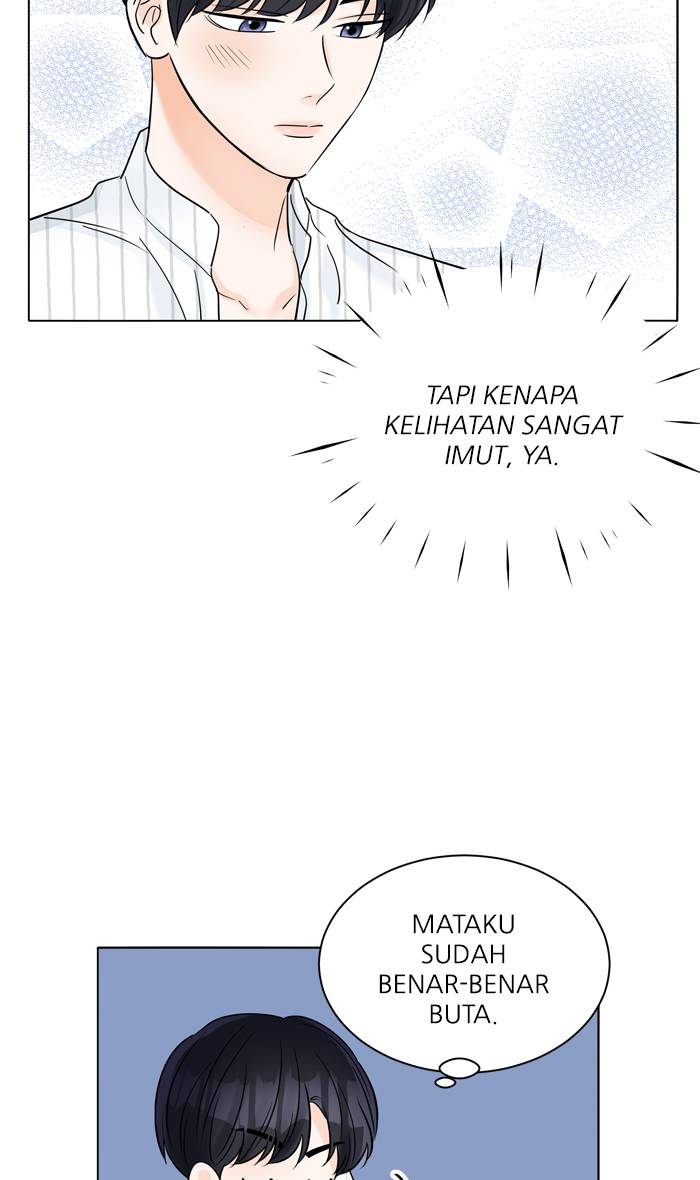 TAPI KENAPA
KELIHATAN SANGAT
IMUT, YA.
MATAKU
SUDAH
BENAR-BENAR
BUTA.